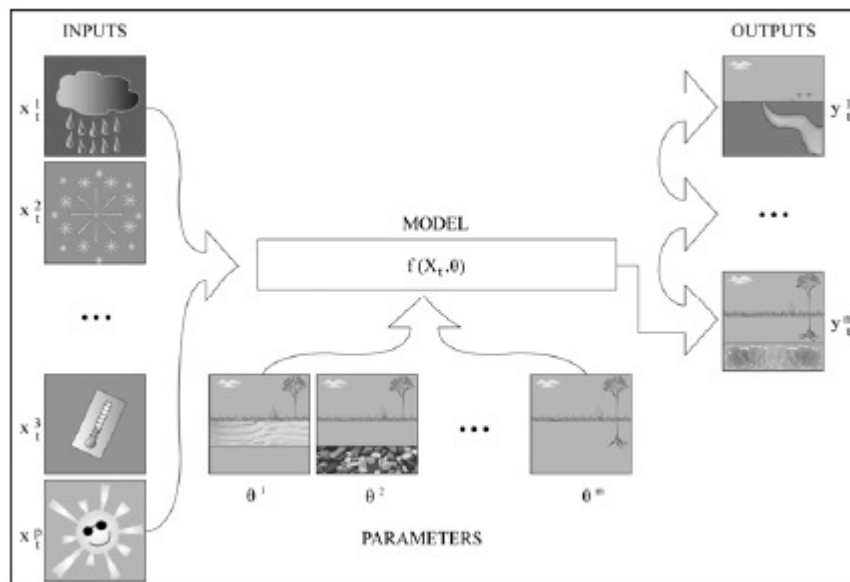 INPUTS
OUTPUTS
x 1 t
y 1 t
x 2 t
...
MODEL
f (X t , θ)
...
y n t
x 3 t
...
θ 1
θ 2
θ m
x p t
PARAMETERS